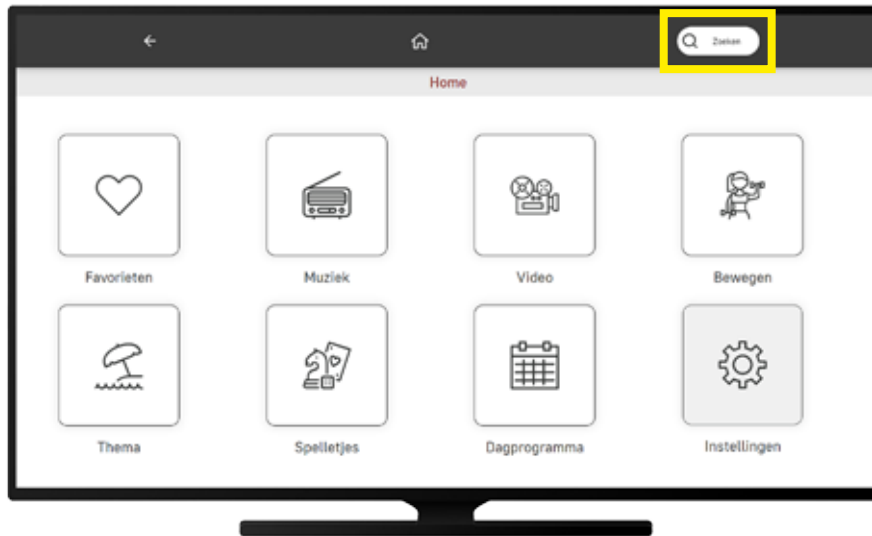 Zoeken
Home
Favorieten Muziek Video Bewegen
Thema Spelletjes Dagprogramma Instellingen